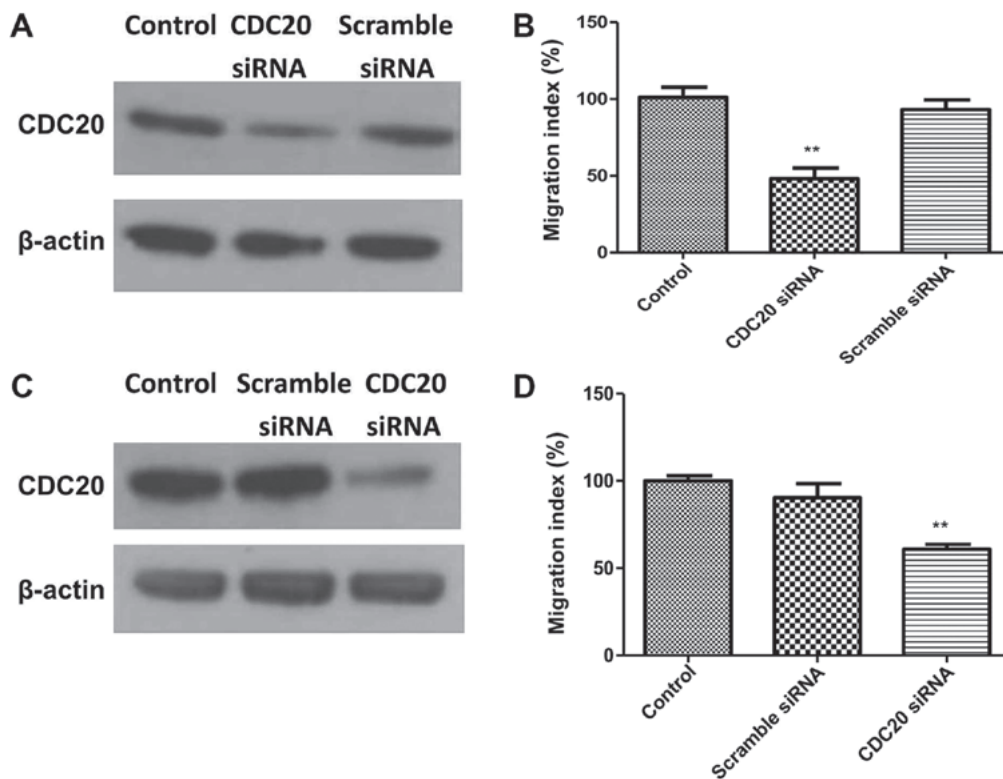 A
Control CDC20 Scramble
siRNA siRNA
CDC20
β-actin
B
Migration index (%)
150
100
50
0
**
Control
CDC20 siRNA
Scramble siRNA
C
Control Scramble CDC20
siRNA siRNA
CDC20
β-actin
D
Migration index (%)
150
100
50
0
**
Control
Scramble siRNA
CDC20 siRNA